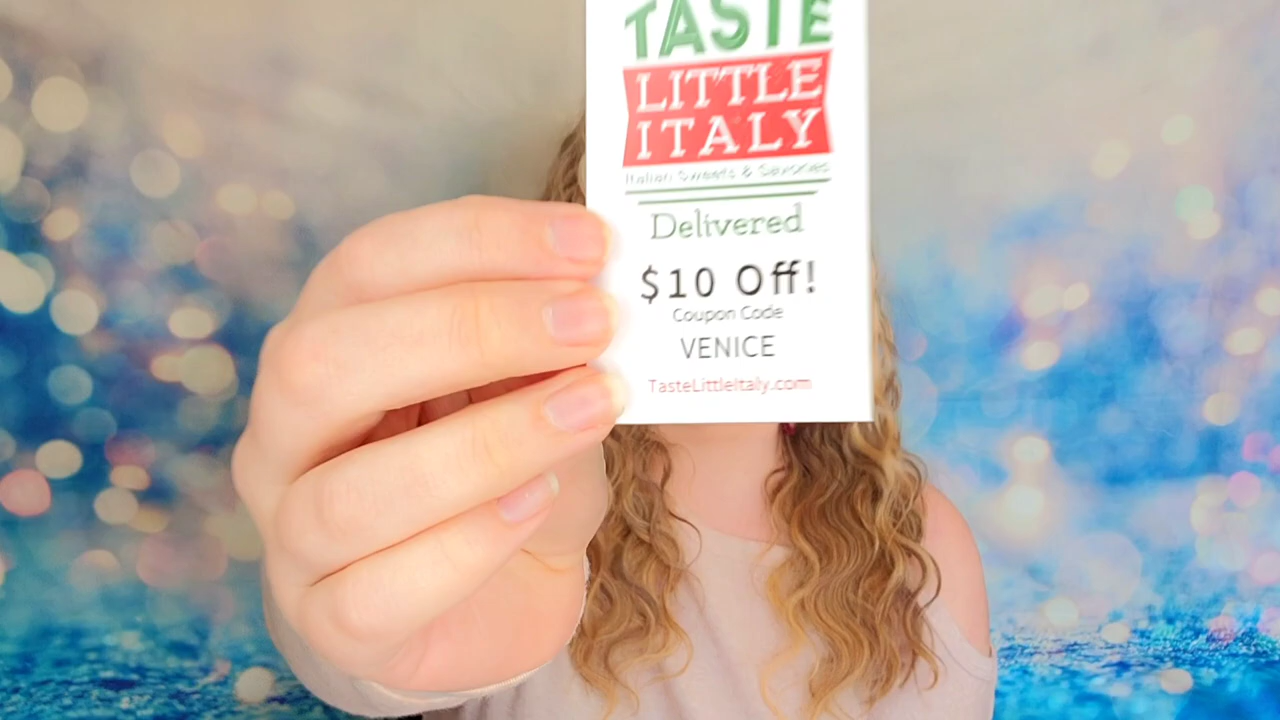 TASTE
LITTLE
ITALY
Italian Sweets & Savories
Delivered
$10 Off!
Coupon Code
VENICE
TasteLittleItaly.com